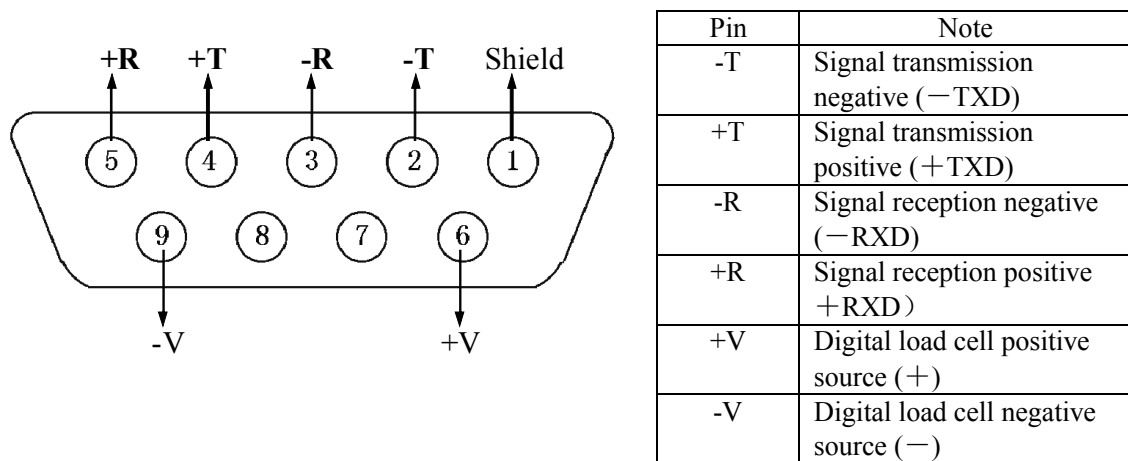 +R +T -R -T Shield
5 4 3 2 1
9 8 7 6
-V +V
Pin Note
-T Signal transmission
negative (－TXD)
+T Signal transmission
positive (＋TXD)
-R Signal reception negative
(－RXD)
+R Signal reception positive
＋RXD）
+V Digital load cell positive
source (＋)
-V Digital load cell negative
source (－)